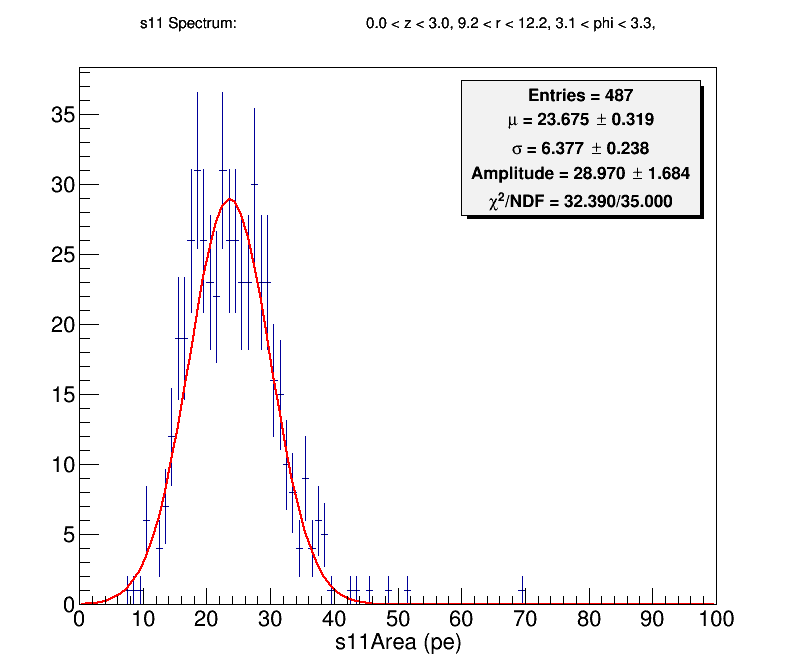 s11 Spectrum: 0.0 < z < 3.0, 9.2 < r < 12.2, 3.1 < phi < 3.3,
Entries = 487
μ = 23.675 ± 0.319
σ = 6.377 ± 0.238
Amplitude = 28.970 ± 1.684
χ²/NDF = 32.390/35.000
35
30
25
20
15
10
5
0
0 10 20 30 40 50 60 70 80 90 100
s11Area (pe)